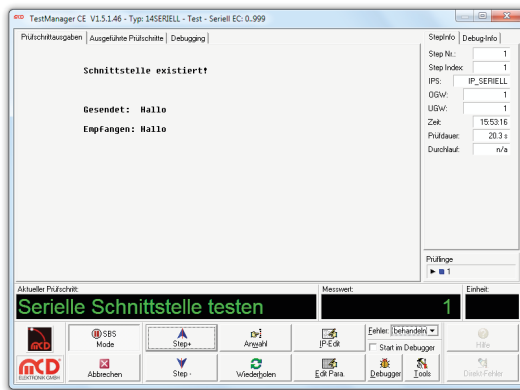 TestManager CE V1.5.1.46 - Typ: 14SERIELL - Test - Seriell EC: 0..999
Prüfschrittausgaben Ausgeführte Prüfschritte Debugging
Schnittstelle existiert!
Gesendet: Hallo
Empfangen: Hallo
StepInfo Debug-Info
Step Nr.: 1
Step Index 1
IPS: IP_SERIELL
OGW: 1
UGW: 1
Zeit: 15:53:16
Prüfdauer: 20.3 s
Durchlauf: n/a
Prüflinge
1
Aktueller Prüfschritt: Messwert: Einheit:
Serielle Schnittstelle testen 1
SBS Mode
Step+
Anwahl
IP-Edit
Fehler: (behandeln)
Start im Debugger
Hilfe
mcD
ELEKTRONIK GMBH
Abbrechen
Step -
Wiederholen
Edit Para.
Debugger
Tools
Direkt-Fehler